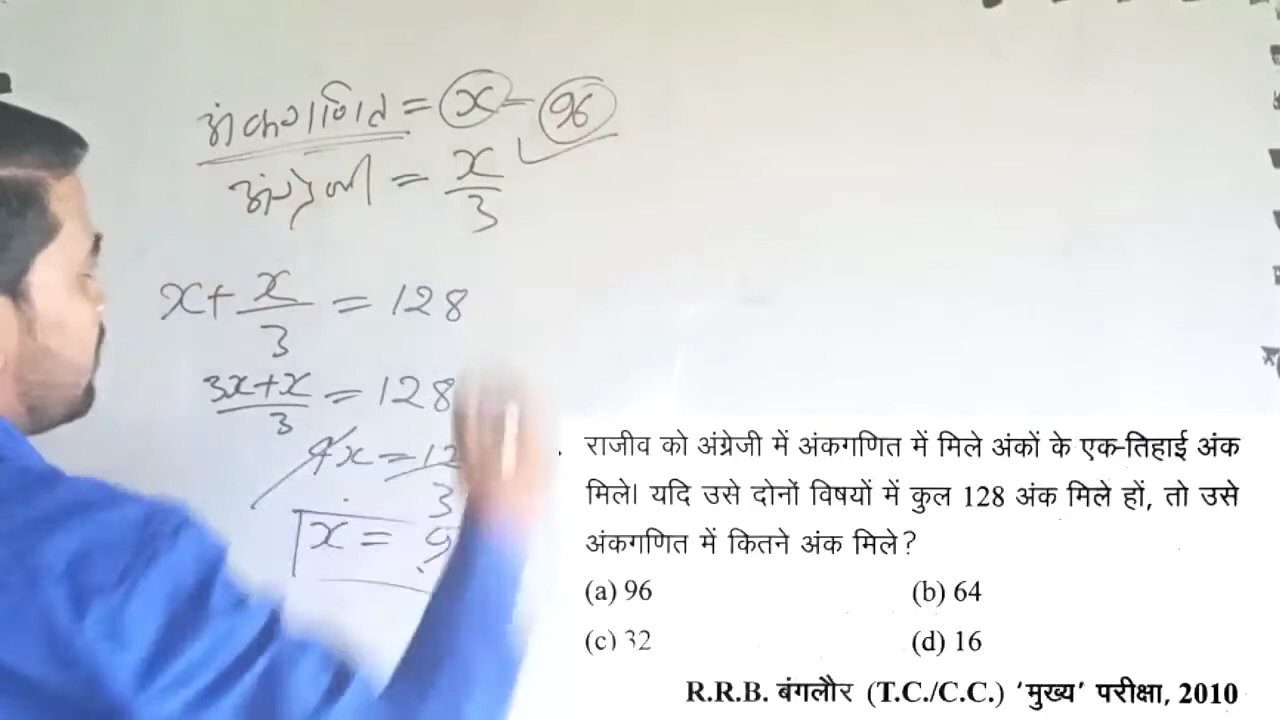 अंकगणित = x = 96
अंग्रेजी = x/3
x + x/3 = 128
3x+x/3 = 128
4x = 12
3
x = 9
राजीव को अंग्रेजी में अंकगणित में मिले अंकों के एक-तिहाई अंक
मिले। यदि उसे दोनों विषयों में कुल 128 अंक मिले हों, तो उसे
अंकगणित में कितने अंक मिले?
(a) 96 (b) 64
(c) 32 (d) 16
R.R.B. बंगलौर (T.C./C.C.) ‘मुख्य’ परीक्षा, 2010